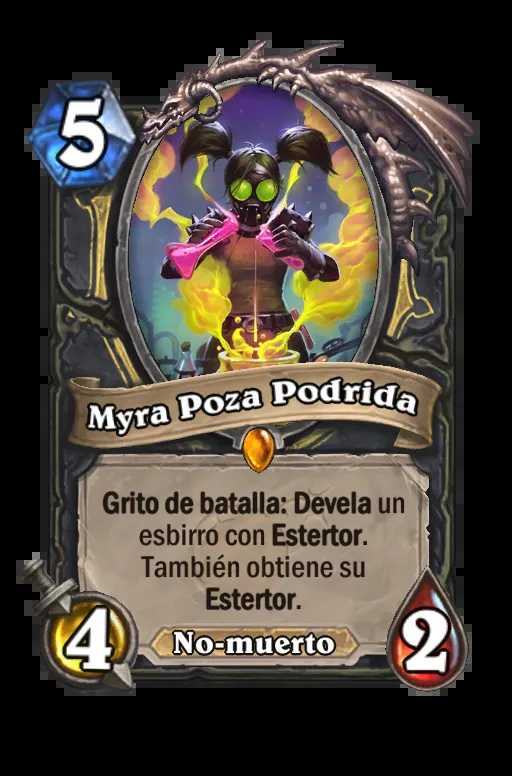 5
Myra Poza Podrida
Grito de batalla: Devela un
esbirro con Estertor.
También obtiene su
Estertor.
4
No-muerto
2